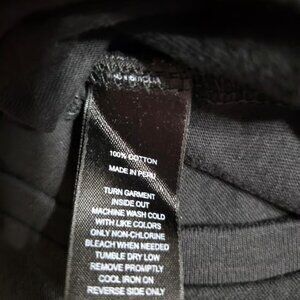 100% COTTON
MADE IN PERU
TURN GARMENT
INSIDE OUT
MACHINE WASH COLD
WITH LIKE COLORS
ONLY NON-CHLORINE
BLEACH WHEN NEEDED
TUMBLE DRY LOW
REMOVE PROMPTLY
COOL IRON ON
REVERSE SIDE ONLY